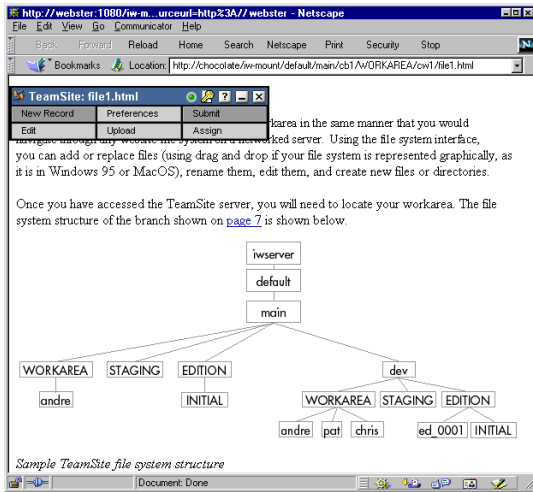 http://webster:1080/iw-m...urceurl=http%3A//webster - Netscape
File Edit View Go Communicator Help
Back Forward Reload Home Search Netscape Print Security Stop
N
Bookmarks Location: http://chocolate/iw-mount/default/main/cb1/WORKAREA/cw1/file1.html
TeamSite: file1.html
New Record Preferences Submit
Edit Upload Assign
in the same manner that you would
server. Using the file system interface,
you can add or replace files (using drag and drop if your file system is represented graphically, as
it is in Windows 95 or MacOS), rename them, edit them, and create new files or directories.
Once you have accessed the TeamSite server, you will need to locate your workarea. The file
system structure of the branch shown on page 7 is shown below.
iwserver
default
main
WORKAREA STAGING EDITION dev
andre INITIAL WORKAREA STAGING EDITION
andre pat chris ed_0001 INITIAL
Sample TeamSite file system structure
Document: Done